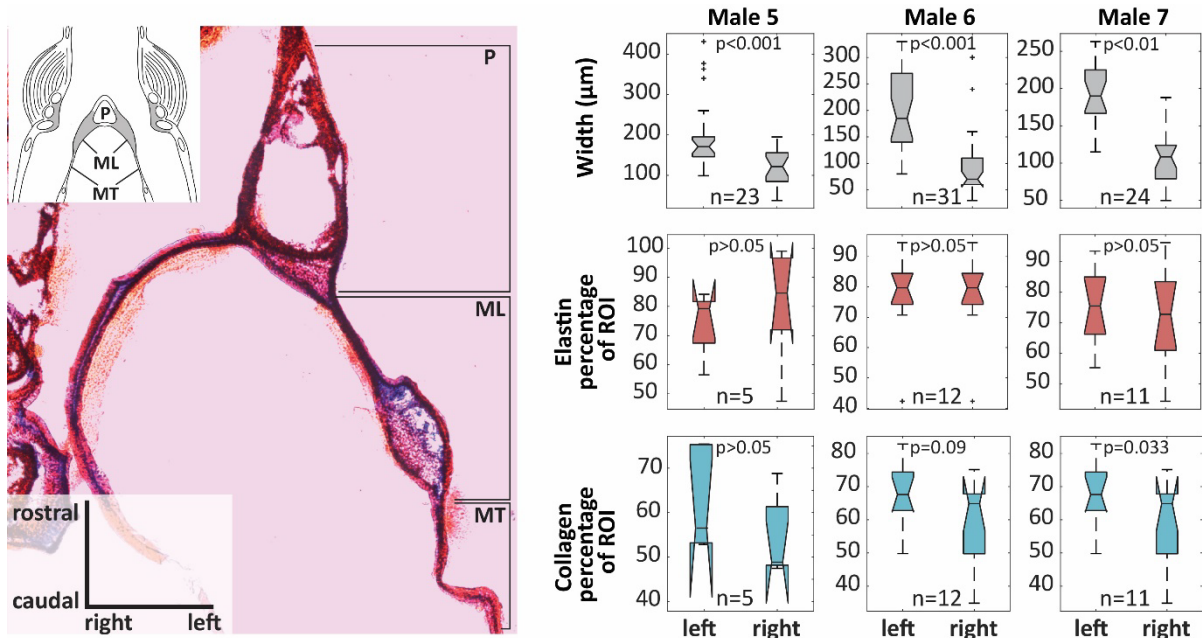 P
ML
MT
P
ML
MT
rostral
caudal
right
left
Male 5
Male 6
Male 7
Width (µm)
400
300
200
100
p<0.001
n=23
300
250
200
150
100
50
p<0.001
n=31
250
200
150
100
50
p<0.01
n=24
Elastin
percentage
of ROI
100
90
80
70
60
50
p>0.05
n=5
90
80
70
60
50
40
p>0.05
n=12
90
80
70
60
50
p>0.05
n=11
Collagen
percentage
of ROI
70
60
50
40
p>0.05
n=5
80
70
60
50
40
p=0.09
n=12
80
70
60
50
40
p=0.033
n=11
left
right
left
right
left
right